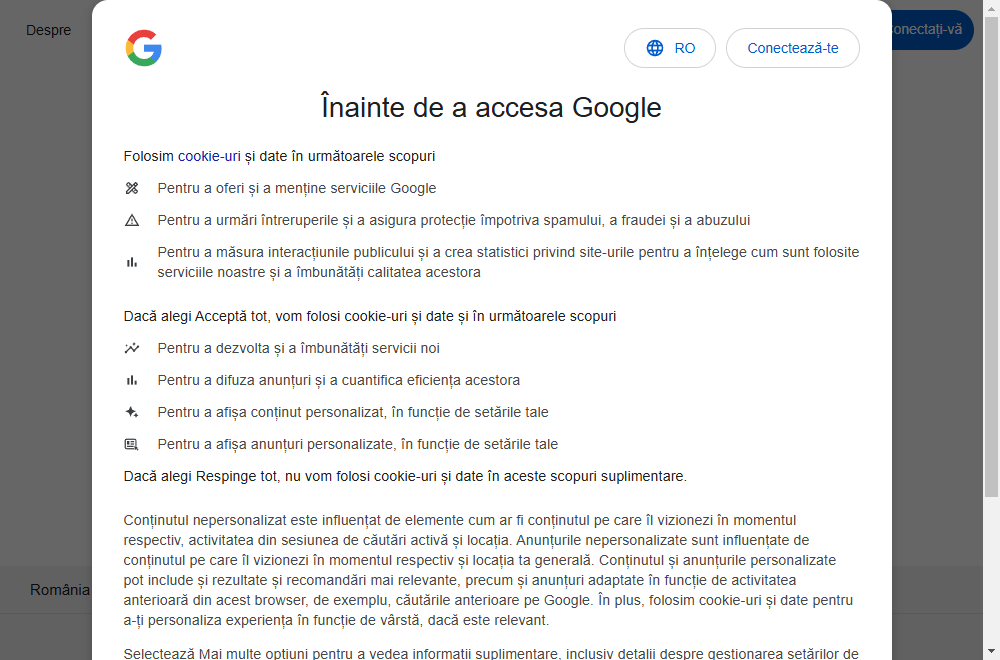 Despre
RO
Conectează-te
onectați-vă
Înainte de a accesa Google
Folosim cookie-uri și date în următoarele scopuri
Pentru a oferi și a menține serviciile Google
Pentru a urmări întreruperile și a asigura protecție împotriva spamului, a fraudei și a abuzului
Pentru a măsura interacțiunile publicului și a crea statistici privind site-urile pentru a înțelege cum sunt folosite
serviciile noastre și a îmbunătăți calitatea acestora
Dacă alegi Acceptă tot, vom folosi cookie-uri și date și în următoarele scopuri
Pentru a dezvolta și a îmbunătăți servicii noi
Pentru a difuza anunțuri și a cuantifica eficiența acestora
Pentru a afișa conținut personalizat, în funcție de setările tale
Pentru a afișa anunțuri personalizate, în funcție de setările tale
Dacă alegi Respinge tot, nu vom folosi cookie-uri și date în aceste scopuri suplimentare.
Conținutul nepersonalizat este influențat de elemente cum ar fi conținutul pe care îl vizionezi în momentul
respectiv, activitatea din sesiunea de căutări activă și locația. Anunțurile nepersonalizate sunt influențate de
conținutul pe care îl vizionezi în momentul respectiv și locația ta generală. Conținutul și anunțurile personalizate
pot include și rezultate și recomandări mai relevante, precum și anunțuri adaptate în funcție de activitatea
anterioară din acest browser, de exemplu, căutările anterioare pe Google. În plus, folosim cookie-uri și date pentru
a-ți personaliza experiența în funcție de vârstă, dacă este relevant.
România
Selectează Mai multe opțiuni pentru a vedea informații suplimentare, inclusiv detalii despre gestionarea setărilor de